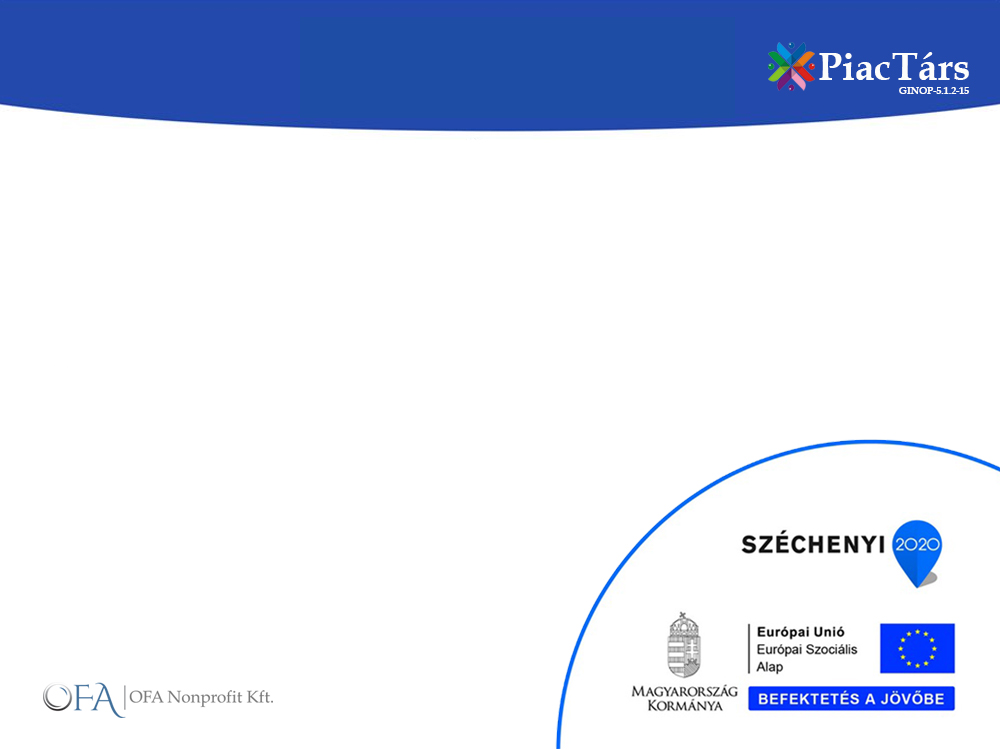 PiacTárs
GINOP-5.1.2-15
SZÉCHENYI 2020
Európai Unió
Európai Szociális
Alap
MAGYARORSZÁG
KORMÁNYA
BEFEKTETÉS A JÖVŐBE
OFA OFA Nonprofit Kft.